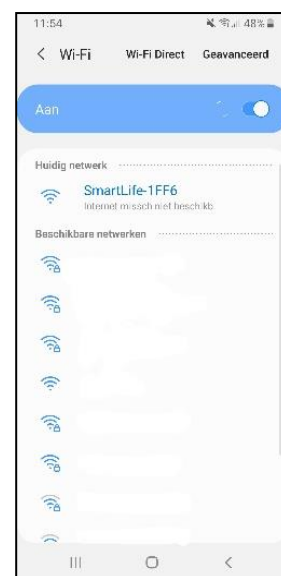 11:54 48%
Wi-Fi Wi-Fi Direct Geavanceerd
Aan
Huidig netwerk
SmartLife-1FF6
Internet missch niet beschikb.
Beschikbare netwerken